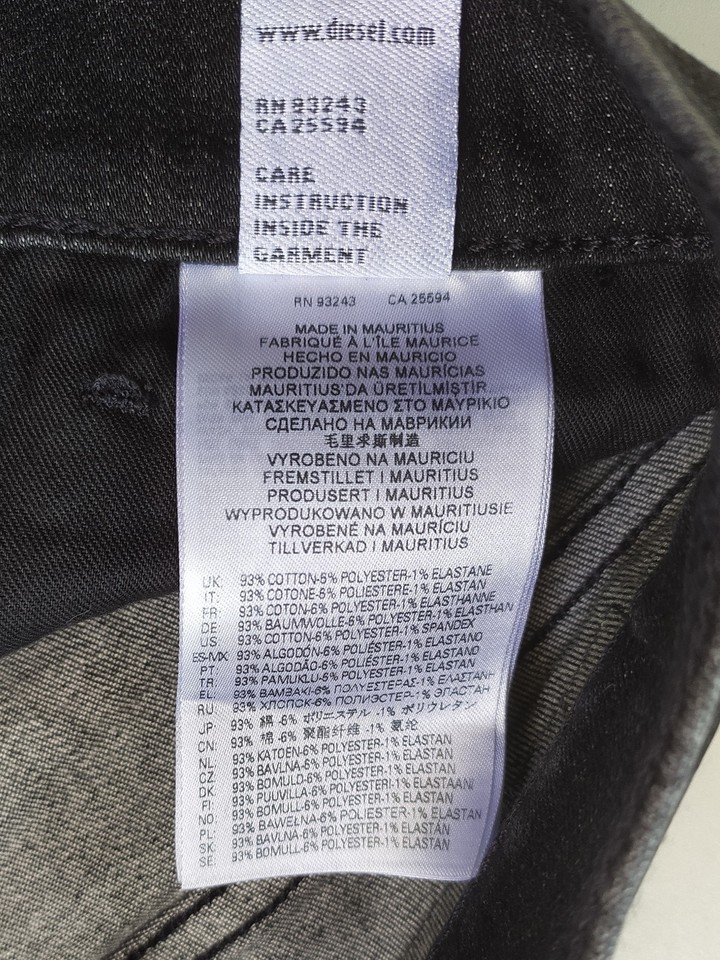 www.diesel.com
RN 93243
CA 25594
CARE
INSTRUCTION
INSIDE THE
GARMENT
RN 93243 CA 25594
MADE IN MAURITIUS
FABRIQUÉ À L'ÎLE MAURICE
HECHO EN MAURICIO
PRODUZIDO NAS MAURÍCIAS
MAURITIUS'DA ÜRETİLMİŞTİR
ΚΑΤΑΣΚΕΥΑΣΜΕΝΟ ΣΤΟ ΜΑΥΡΙΚΙΟ
СДЕЛАНО НА МАВРИКИИ
毛里求斯制造
VYROBENO NA MAURICIU
FREMSTILLET I MAURITIUS
PRODUSERT I MAURITIUS
WYPRODUKOWANO W MAURITIUSIE
VYROBENÉ NA MAURÍCIU
TILLVERKAD I MAURITIUS
UK: 93% COTTON-6% POLYESTER-1% ELASTANE
IT: 93% COTONE-6% POLIESTERE-1% ELASTAN
FR: 93% COTON-6% POLYESTER-1% ELASTHANNE
DE: 93% BAUMWOLLE-6% POLYESTER-1% ELASTHAN
US 93% COTTON-6% POLYESTER-1% SPANDEX
ES-MX 93% ALGODÓN-6% POLIÉSTER-1% ELASTANO
PT: 93% ALGODÃO-6% POLIÉSTER-1% ELASTANO
TR: 93% PAMUKLU-6% POLYESTER-1% ELASTAN
EL: 93% ΒΑΜΒΑΚΙ-6% ΠΟΛΥΕΣΤΕΡΑΣ-1% ΕΛΑΣΤΑΝΗ
RU: 93% ХЛОПОК-6% ПОЛИЭСТЕР-1% ЭЛАСТАН
JP: 93% 綿 -6% ポリエステル -1% ポリウレタン
CN: 93% 棉 -6% 聚酯纤维 -1% 氨纶
NL: 93% KATOEN-6% POLYESTER-1% ELASTAN
CZ: 93% BAVLNA-6% POLYESTER-1% ELASTAN
DK: 93% BOMULD-6% POLYESTER-1% ELASTAN
FI: 93% PUUVILLA-6% POLYESTERI-1% ELASTAANI
NO: 93% BOMULL-6% POLYESTER-1% ELASTAN
PL: 93% BAWEŁNA-6% POLIESTER-1% ELASTAN
SK: 93% BAVLNA-6% POLYESTER-1% ELASTAN
SE: 93% BOMULL-6% POLYESTER-1% ELASTAN